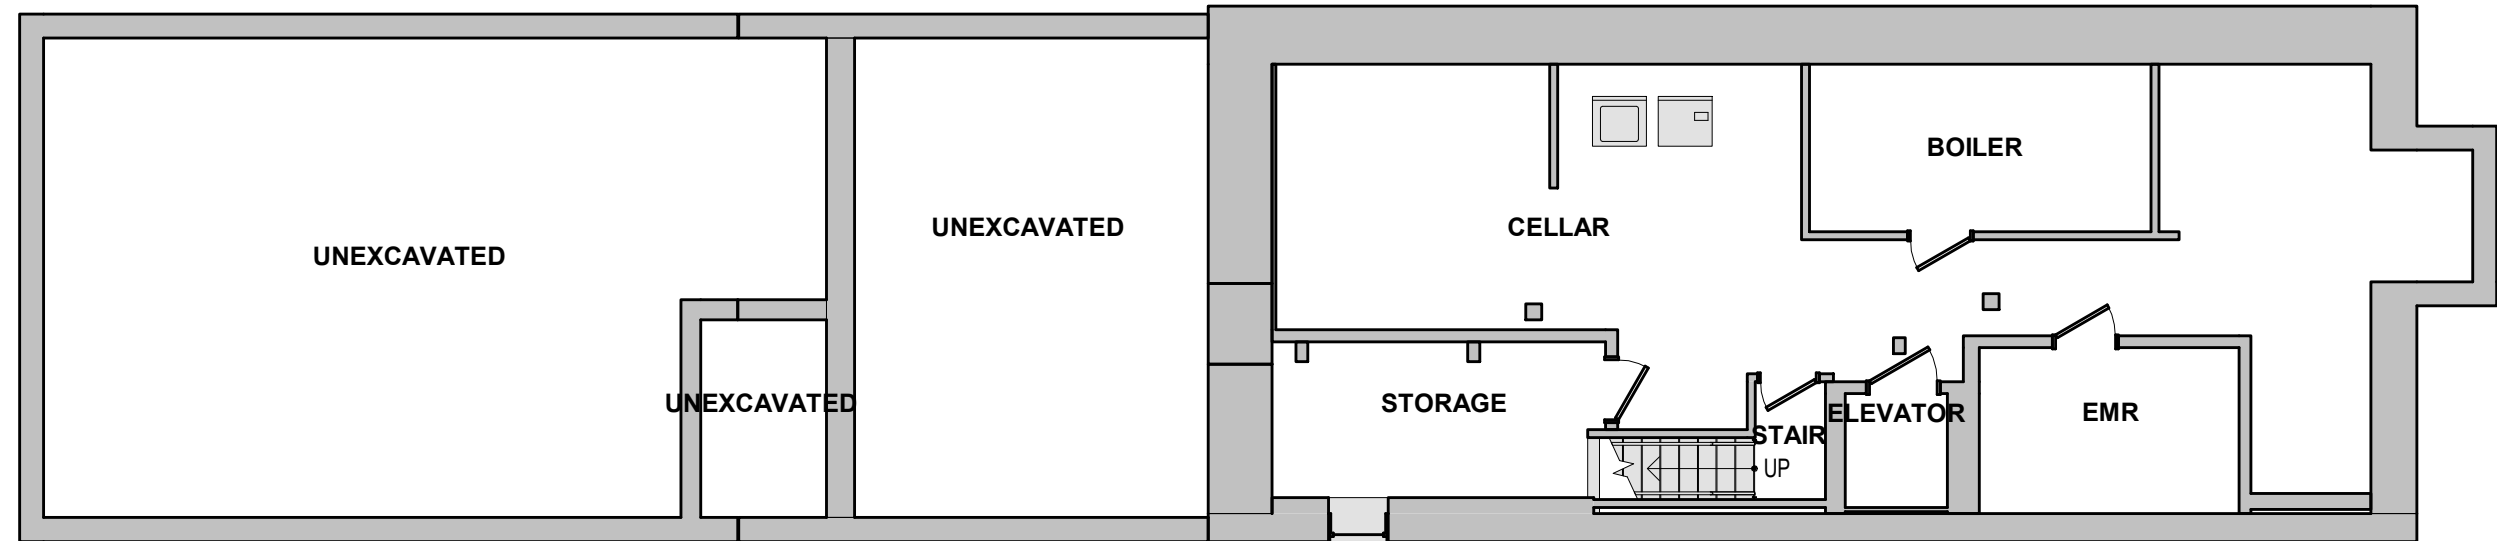 BOILER
UNEXCAVATED
CELLAR
UNEXCAVATED
UNEXCAVATED
STORAGE
ELEVATOR
EMR
STAIR
UP